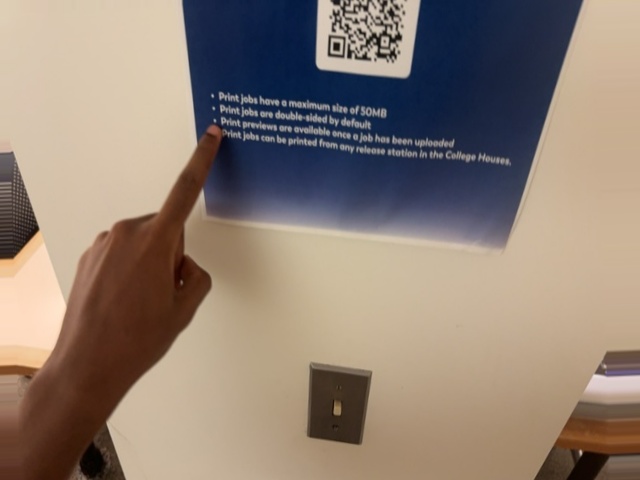 • Print jobs have a maximum size of 50MB
• Print jobs are double-sided by default
• Print previews are available once a job has been uploaded
Print jobs can be printed from any release station in the College Houses.